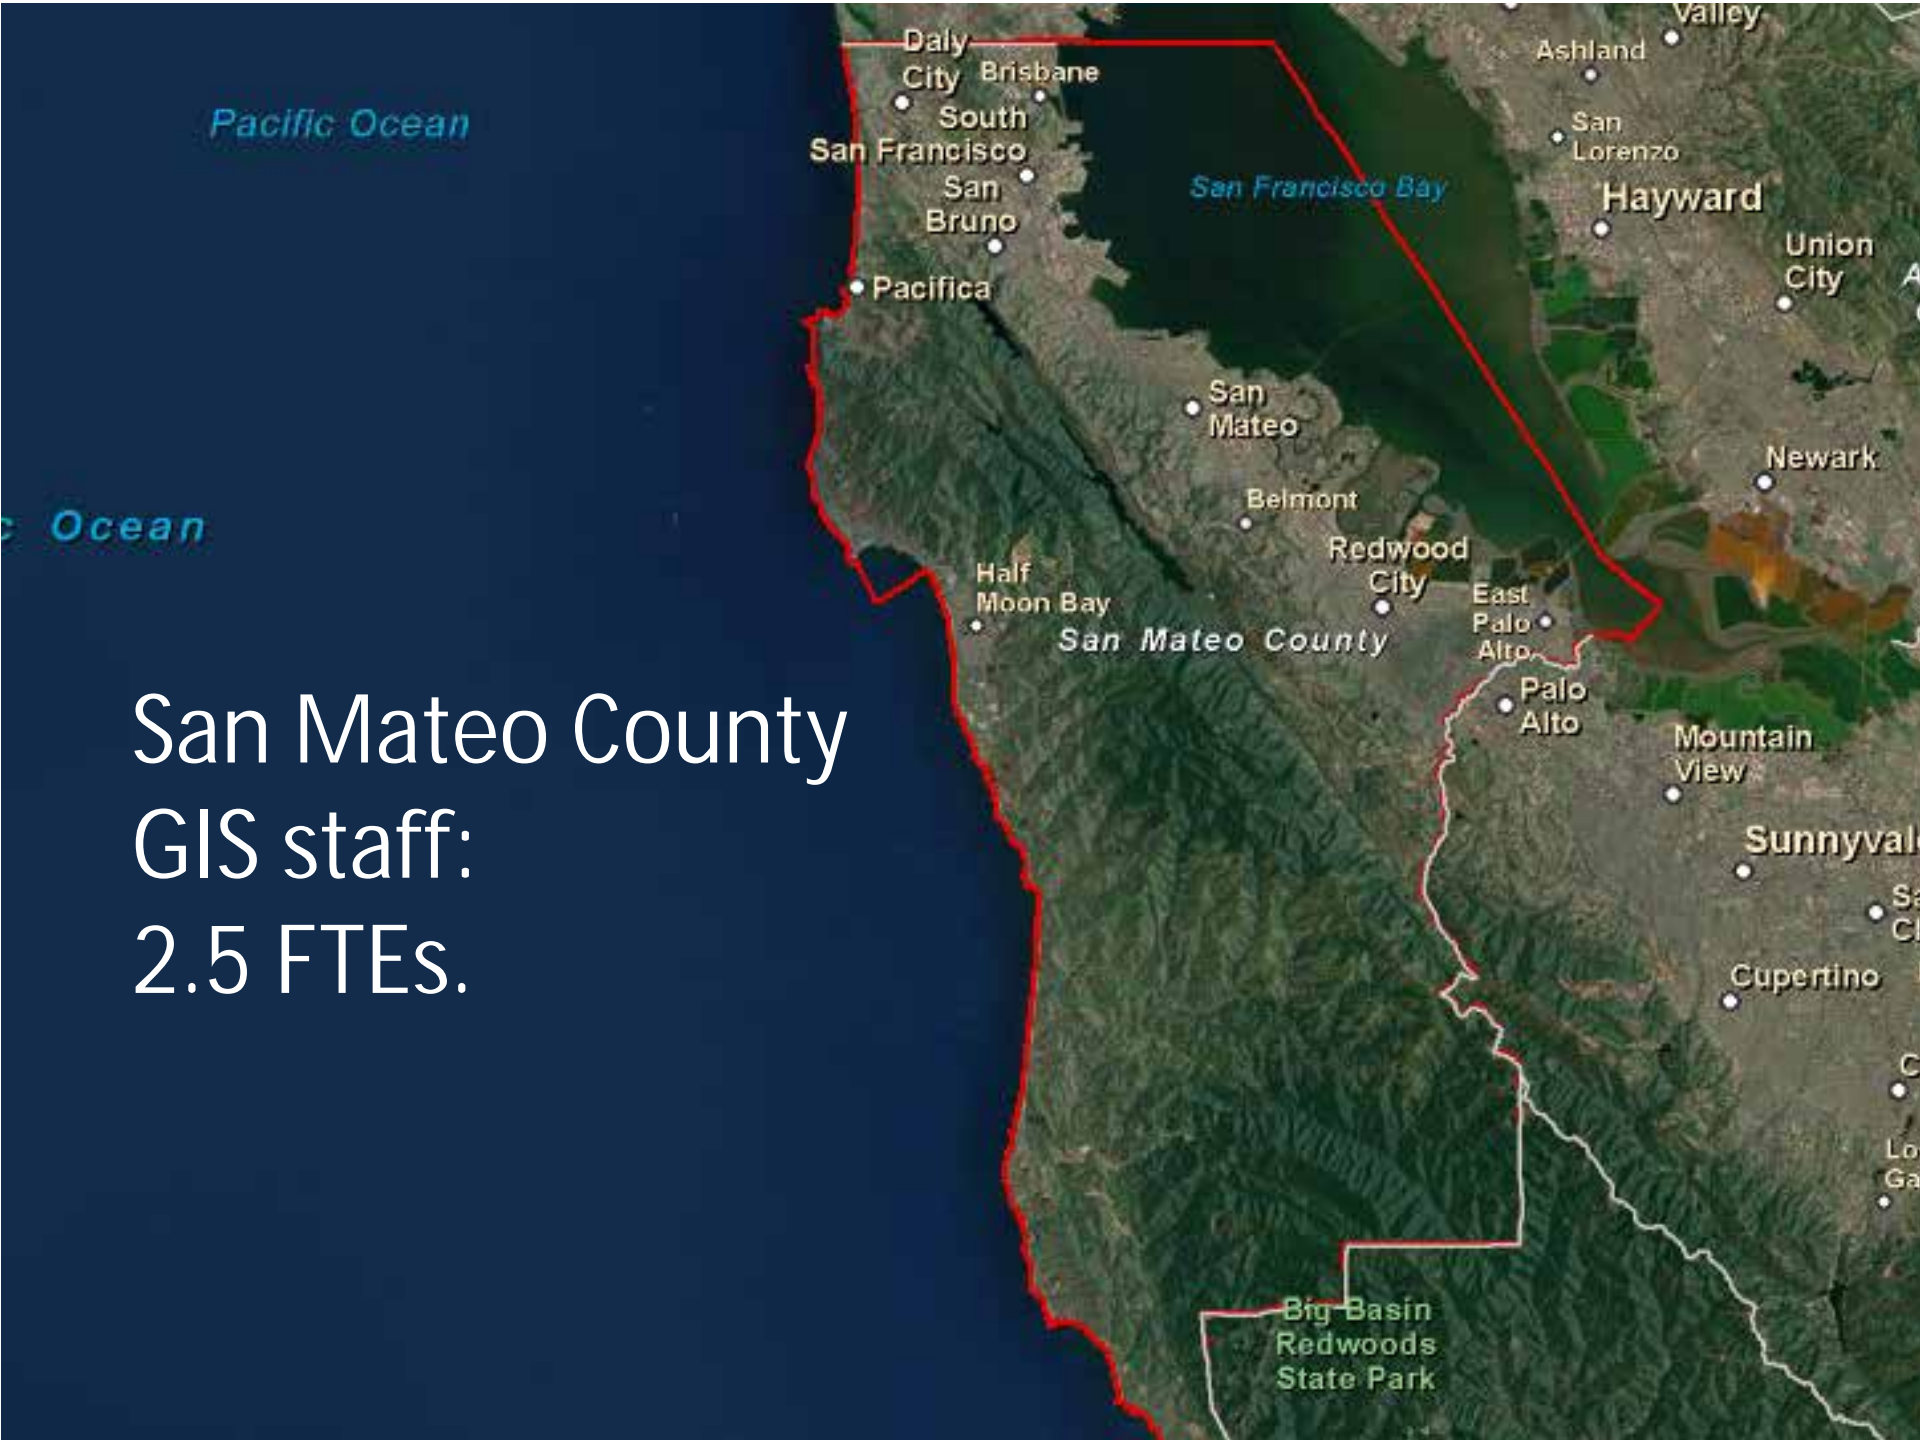 Valley
Daly
City
Brisbane
Ashland
Pacific Ocean
South
San Francisco
San
Lorenzo
San
Bruno
San Francisco Bay
Hayward
Union
City
Pacifica
San
Mateo
Newark
Belmont
Ocean
Redwood
City
Half
Moon Bay
East
Palo
Alto
San Mateo County
Palo
Alto
Mountain
View
San Mateo County
GIS staff:
2.5 FTEs.
Sunnyval
Cupertino
Big Basin
Redwoods
State Park